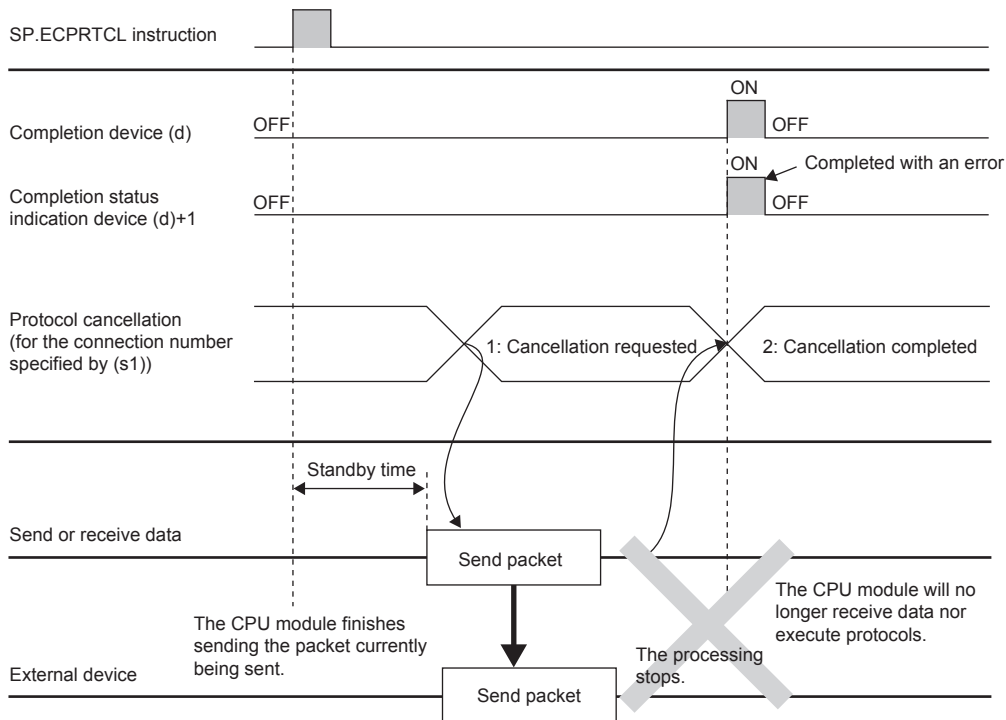 SP.ECPRTCL instruction
ON
Completion device (d)
OFF
OFF
ON
Completed with an error
Completion status
indication device (d)+1
OFF
OFF
Protocol cancellation
(for the connection number
specified by (s1))
1: Cancellation requested
2: Cancellation completed
Standby time
Send or receive data
Send packet
The CPU module finishes
sending the packet currently
being sent.
The CPU module will no
longer receive data nor
execute protocols.
The processing
stops.
External device
Send packet